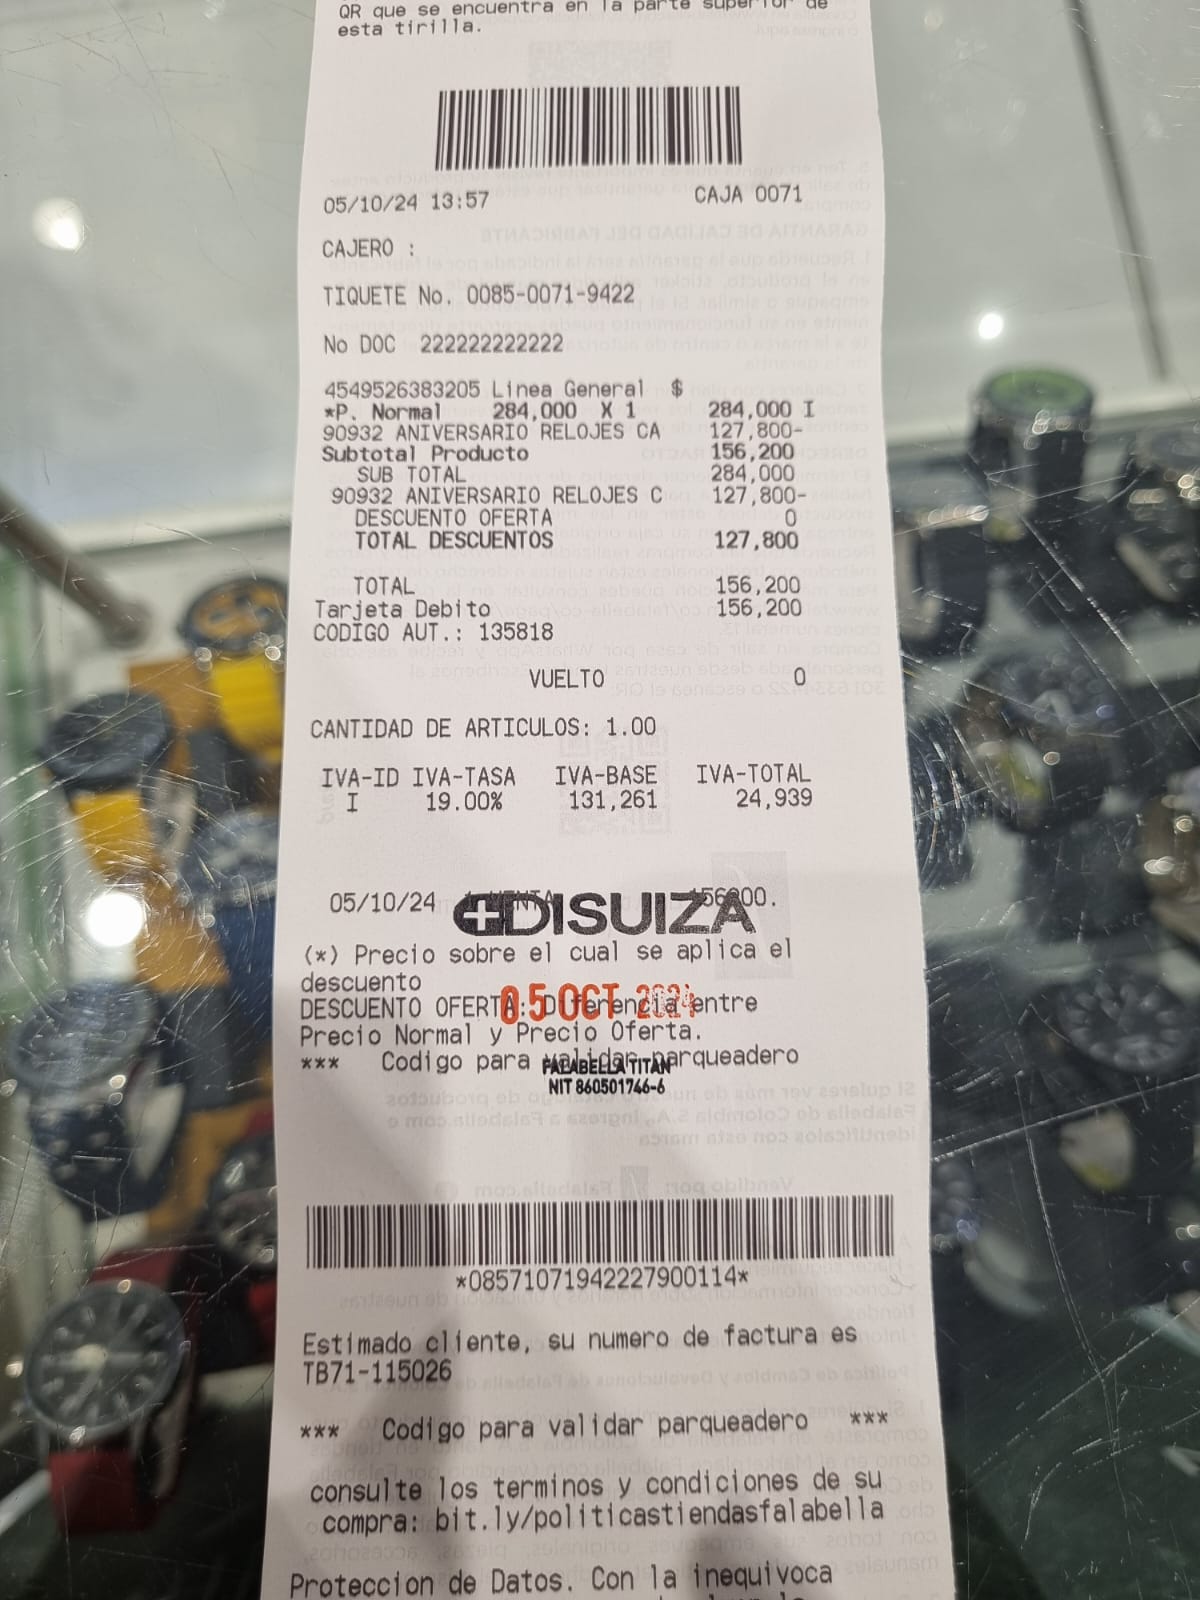 QR que se encuentra en la parte superior de
esta tirilla.
05/10/24 13:57 CAJA 0071
CAJERO :
TIQUETE No. 0085-0071-9422
No DOC 222222222222
4549526383205 Linea General $
*P. Normal 284,000 X 1 284,000 I
90932 ANIVERSARIO RELOJES CA 127,800-
Subtotal Producto 156,200
SUB TOTAL 284,000
90932 ANIVERSARIO RELOJES C 127,800-
DESCUENTO OFERTA 0
TOTAL DESCUENTOS 127,800
TOTAL 156,200
Tarjeta Debito 156,200
CODIGO AUT.: 135818
VUELTO 0
CANTIDAD DE ARTICULOS: 1.00
IVA-ID IVA-TASA IVA-BASE IVA-TOTAL
I 19.00% 131,261 24,939
05/10/24
DISUIZA
(*) Precio sobre el cual se aplica el
descuento
DESCUENTO OFERTA: Diferencia entre
05 OCT 2024
Precio Normal y Precio Oferta.
*** Codigo para validar parqueadero
FALABELLA TITAN
NIT 860501746-6
*08571071942227900114*
Estimado cliente, su numero de factura es
TB71-115026
*** Codigo para validar parqueadero ***
consulte los terminos y condiciones de su
compra: bit.ly/politicastiendasfalabella
Proteccion de Datos. Con la inequivoca